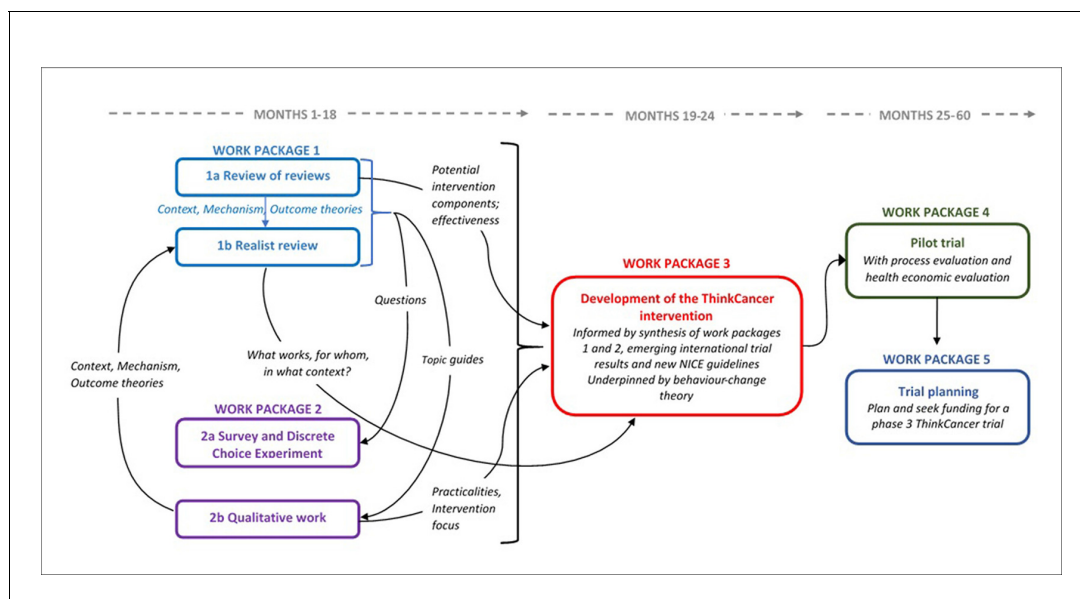 MONTHS 1-18
MONTHS 19-24
MONTHS 25-60
WORK PACKAGE 1
1a Review of reviews
Context, Mechanism, Outcome theories
1b Realist review
Potential
intervention
components;
effectiveness
Questions
Topic guides
What works, for whom,
in what context?
Context, Mechanism,
Outcome theories
WORK PACKAGE 2
2a Survey and Discrete
Choice Experiment
2b Qualitative work
Practicalities,
Intervention
focus
WORK PACKAGE 3
Development of the ThinkCancer
intervention
Informed by synthesis of work packages
1 and 2, emerging international trial
results and new NICE guidelines
Underpinned by behaviour-change
theory
WORK PACKAGE 4
Pilot trial
With process evaluation and
health economic evaluation
WORK PACKAGE 5
Trial planning
Plan and seek funding for a
phase 3 ThinkCancer trial